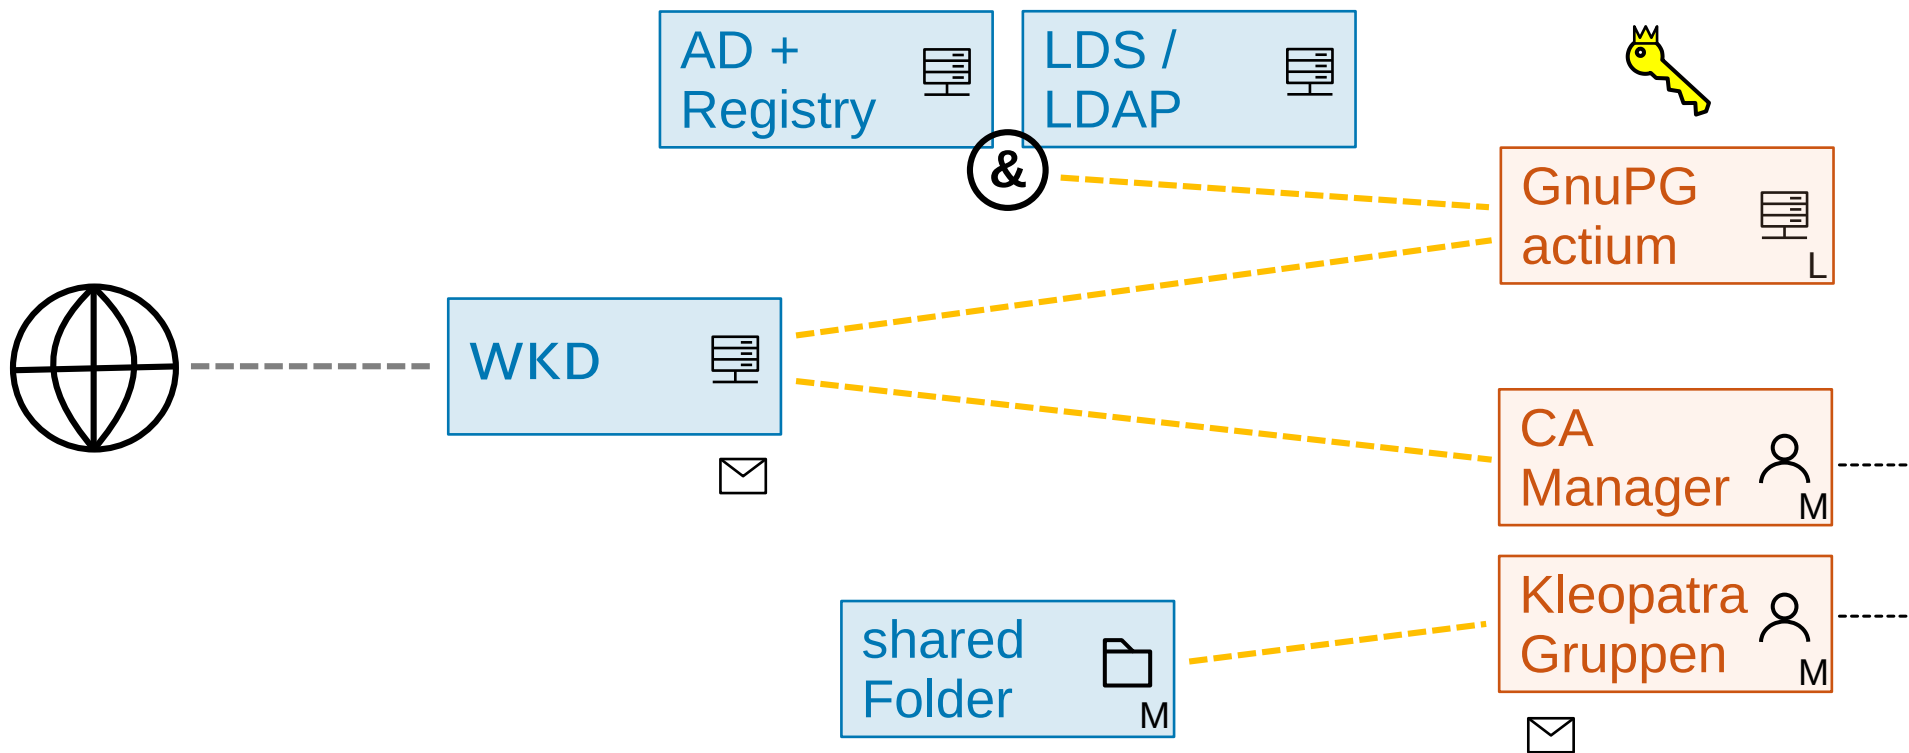 AD +
Registry
LDS /
LDAP
&
GnuPG
actium
L
WKD
CA
Manager
M
Kleopatra
Gruppen
M
shared
Folder
M